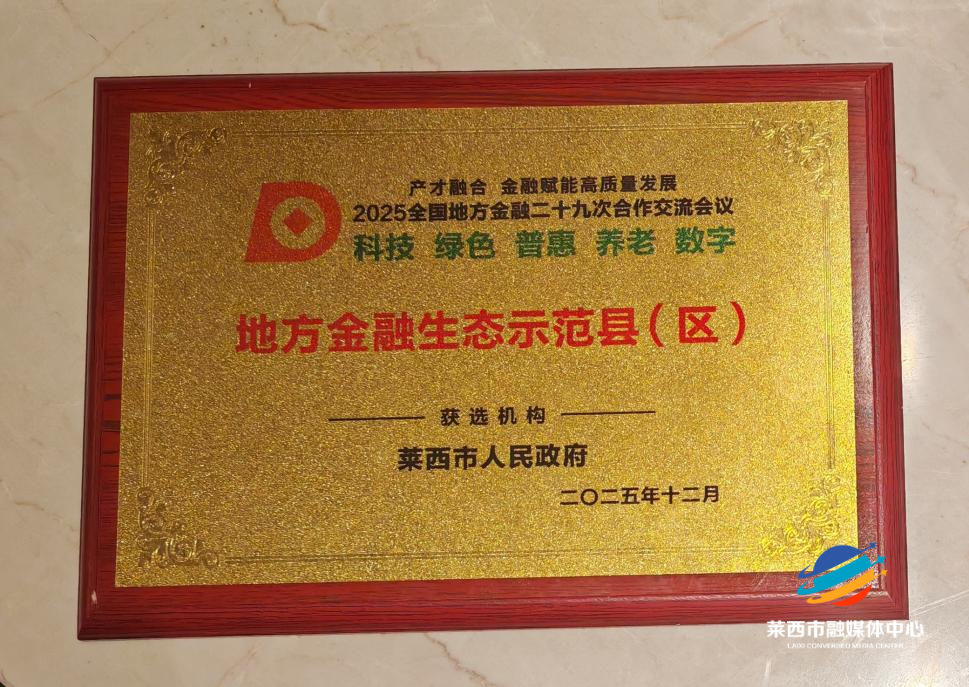 产才融合 金融赋能高质量发展
2025全国地方金融二十九次合作交流会议
科技 绿色 普惠 养老 数字
地方金融生态示范县（区）
获选机构
莱西市人民政府
二〇二五年十二月
莱西市融媒体中心
LAIXI CONVERGED MEDIA CENTER